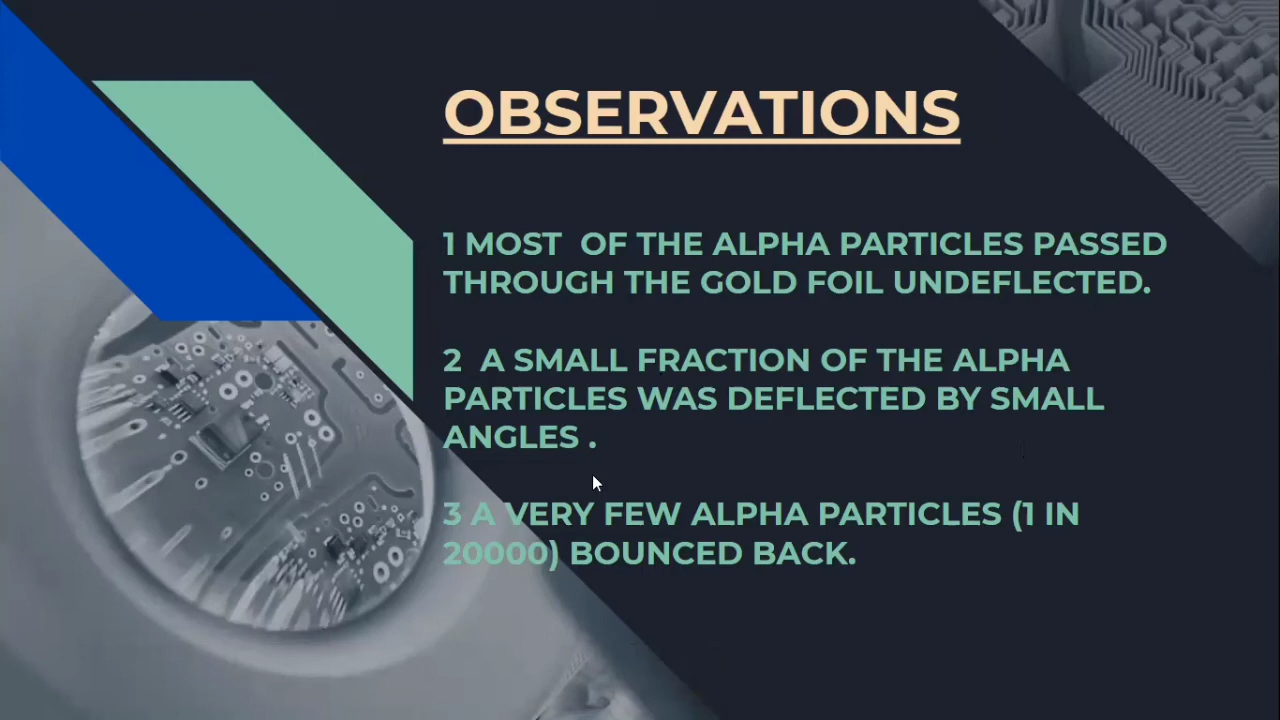 OBSERVATIONS
1 MOST  OF THE ALPHA PARTICLES PASSED
THROUGH THE GOLD FOIL UNDEFLECTED.
2  A SMALL FRACTION OF THE ALPHA
PARTICLES WAS DEFLECTED BY SMALL
ANGLES .
3 A VERY FEW ALPHA PARTICLES (1 IN
20000) BOUNCED BACK.